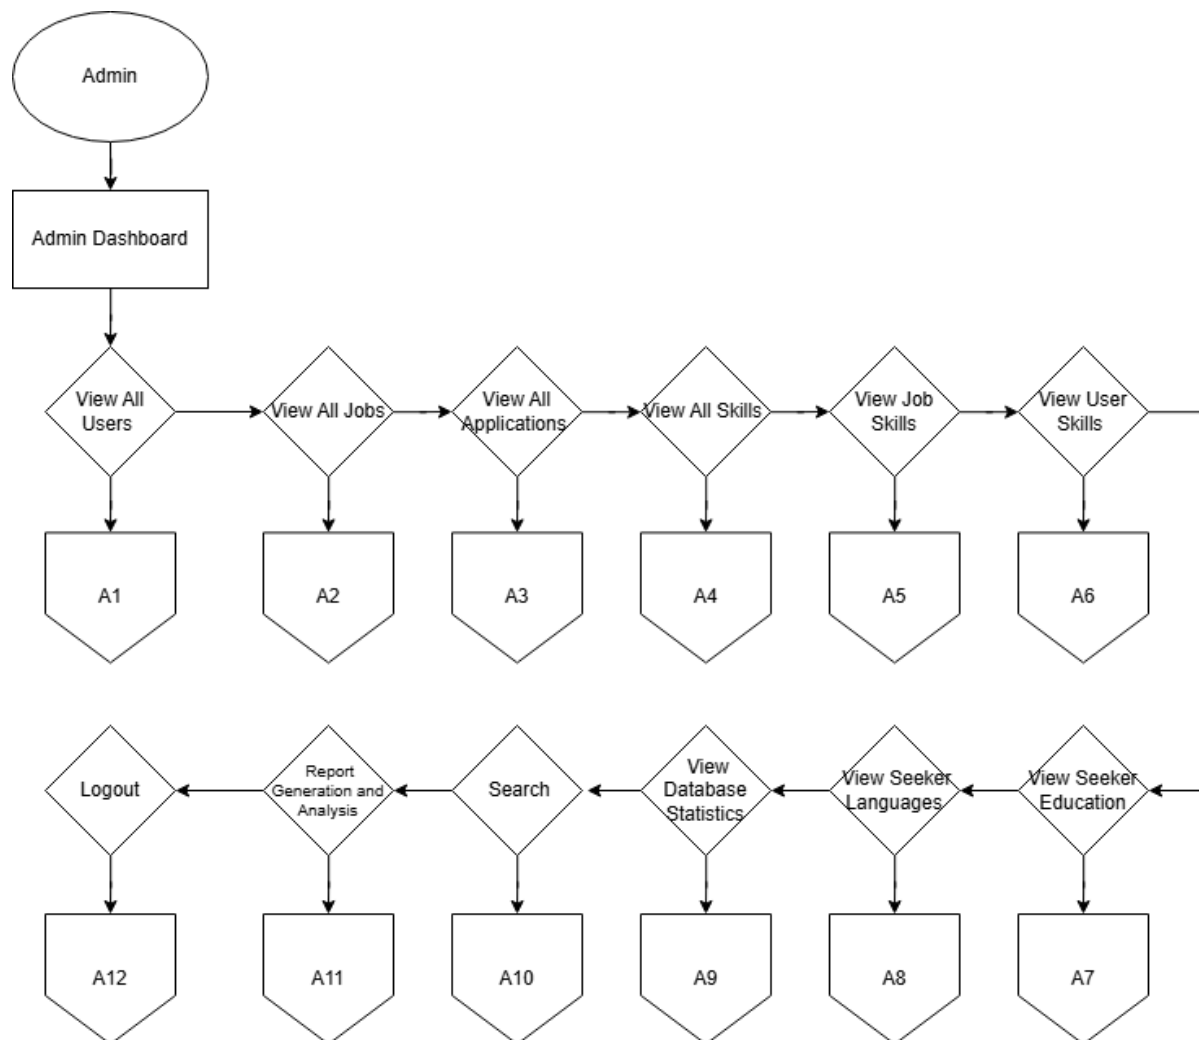 Admin
Admin Dashboard
View All
Users
View All Jobs
View All
Applications
View All Skills
View Job
Skills
View User
Skills
A1
A2
A3
A4
A5
A6
Logout
Report
Generation and
Analysis
Search
View
Database
Statistics
View Seeker
Languages
View Seeker
Education
A12
A11
A10
A9
A8
A7